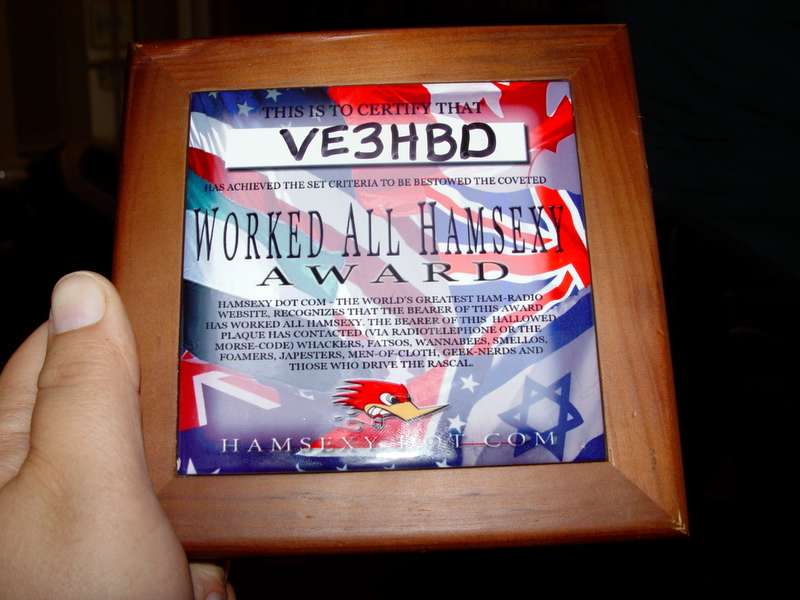 THIS IS TO CERTIFY THAT
VE3HBD
HAS ACHIEVED THE SET CRITERIA TO BE BESTOWED THE COVETED
WORKED ALL HAMSEXY
AWARD
HAMSEXY DOT COM - THE WORLD'S GREATEST HAM-RADIO
WEBSITE, RECOGNIZES THAT THE BEARER OF THIS AWARD
HAS WORKED ALL HAMSEXY. THE BEARER OF THIS HALLOWED
PLAQUE HAS CONTACTED (VIA RADIOTELEPHONE OR THE
MORSE-CODE) WHACKERS, FATSOS, WANNABEES, SMELLOS,
FOAMERS, JAPESTERS, MEN-OF-CLOTH, GEEK-NERDS AND
THOSE WHO DRIVE THE RASCAL.
HAMSEXY DOT COM